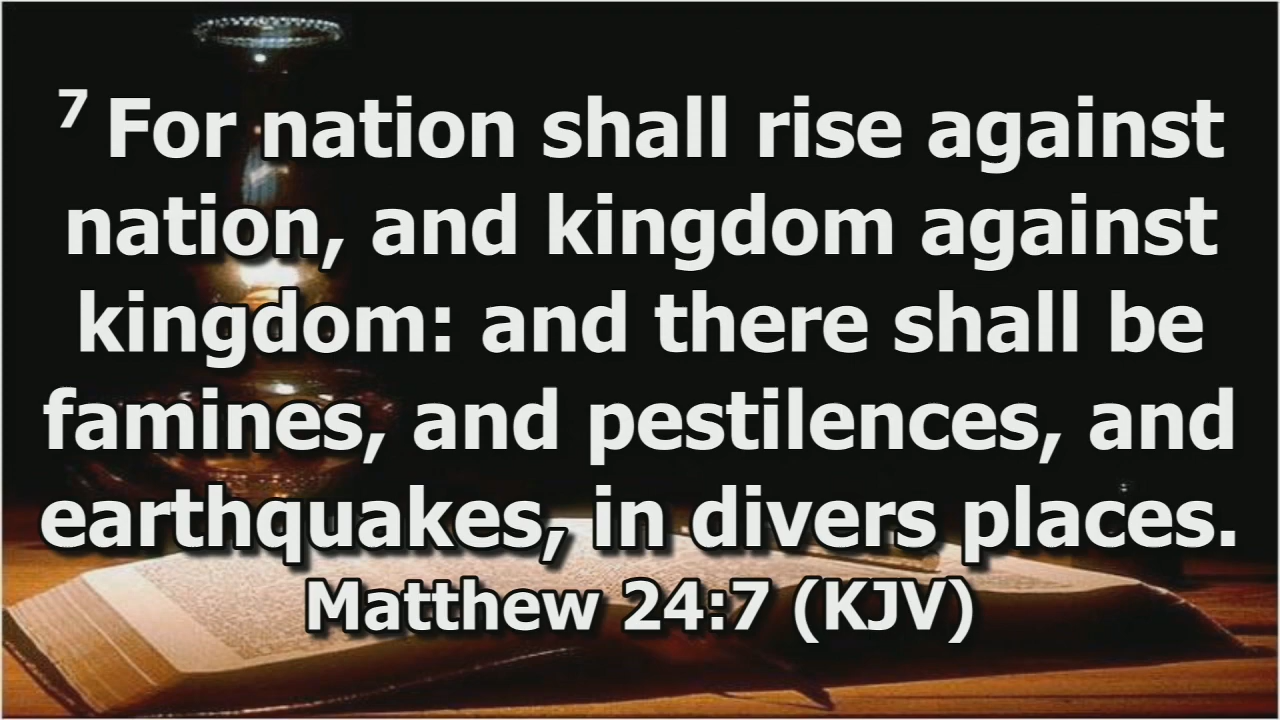 7 For nation shall rise against
nation, and kingdom against
kingdom: and there shall be
famines, and pestilences, and
earthquakes, in divers places.
Matthew 24:7 (KJV)